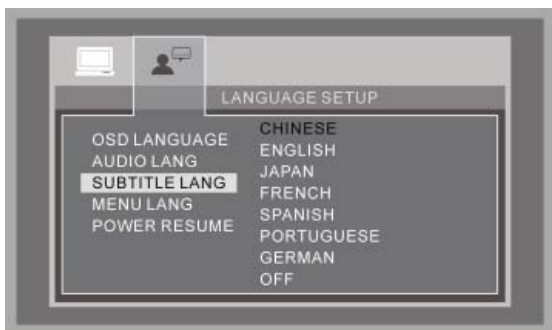 LANGUAGE SETUP
OSD LANGUAGE
AUDIO LANG
SUBTITLE LANG
MENU LANG
POWER RESUME
CHINESE
ENGLISH
JAPAN
FRENCH
SPANISH
PORTUGUESE
GERMAN
OFF